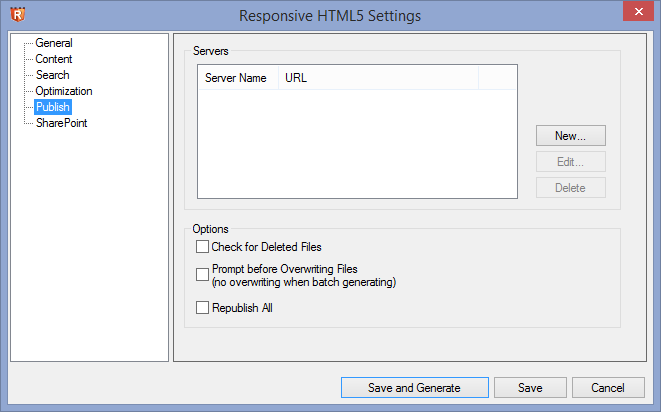 Responsive HTML5 Settings
General
Content
Search
Optimization
Publish
SharePoint
Servers
Server Name URL
New...
Edit...
Delete
Options
Check for Deleted Files
Prompt before Overwriting Files
(no overwriting when batch generating)
Republish All
Save and Generate Save Cancel